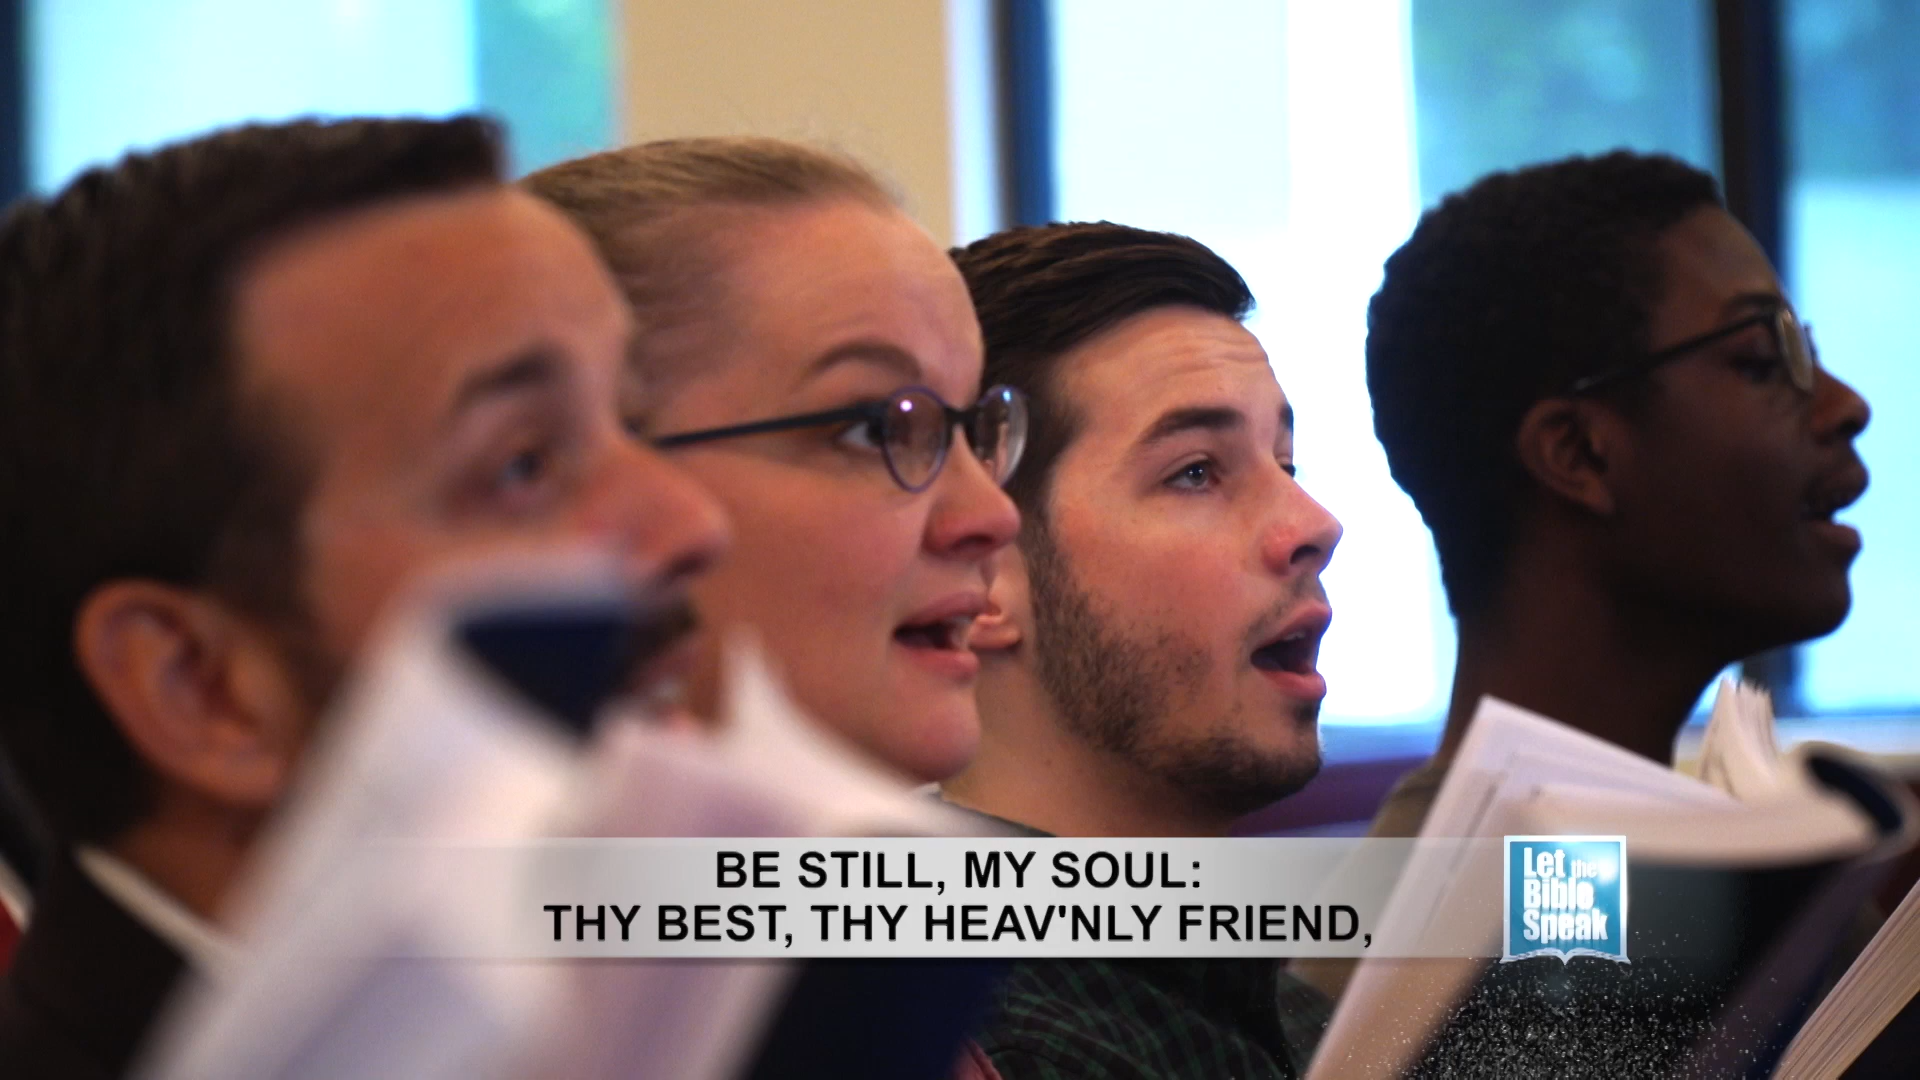 BE STILL, MY SOUL:
THY BEST, THY HEAV'NLY FRIEND,
Let the
Bible
Speak